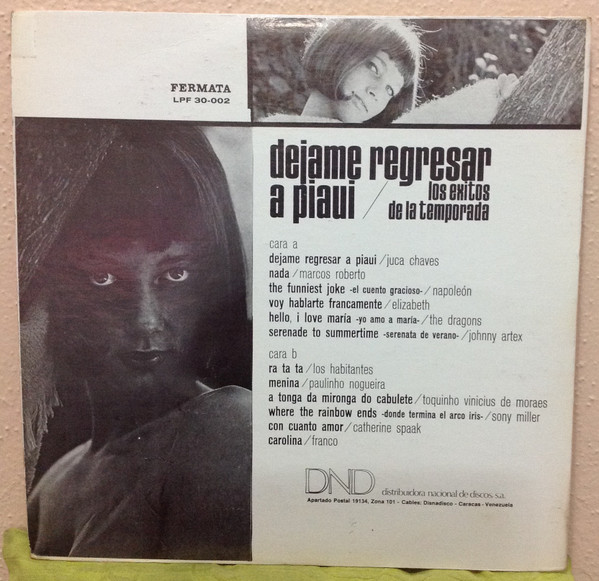 FERMATA
LPF 30-002
dejame regresar
a piaui / los exitos
de la temporada
cara a
dejame regresar a piaui/juca chaves
nada/marcos roberto
the funniest joke -el cuento gracioso-/napoleón
voy hablarte francamente/elizabeth
hello, i love maría -yo amo a maría-/the dragons
serenade to summertime -serenata de verano-/johnny artex
cara b
ra ta ta/los habitantes
menina/paulinho nogueira
a tonga da mironga do cabulete/toquinho vinicius de moraes
where the rainbow ends -donde termina el arco iris-/sony miller
con cuanto amor/catherine spaak
carolina/franco
DND distribuidora nacional de discos, s.a.
Apartado Postal 19134, Zona 101 - Cables: Disnadisco - Caracas - Venezuela